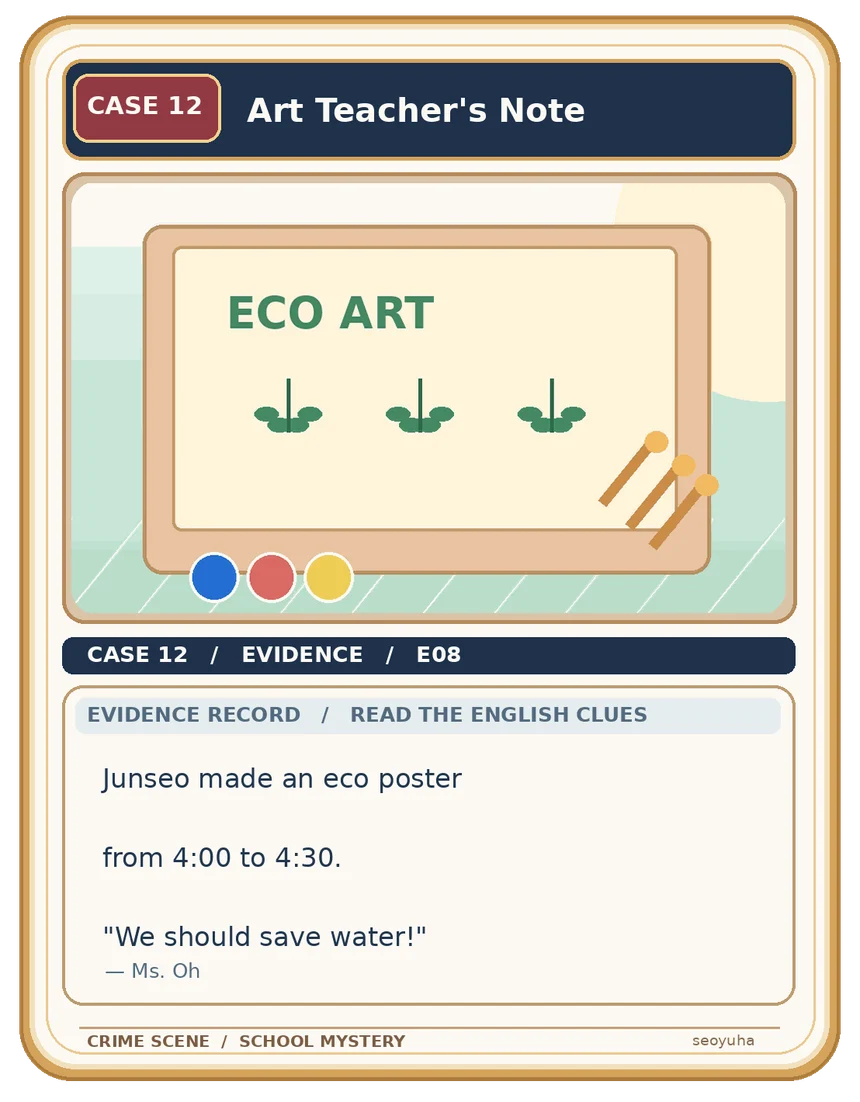 CASE 12 Art Teacher's Note
ECO ART
CASE 12 / EVIDENCE / E08
EVIDENCE RECORD / READ THE ENGLISH CLUES
Junseo made an eco poster
from 4:00 to 4:30.
"We should save water!"
— Ms. Oh
CRIME SCENE / SCHOOL MYSTERY seoyuha